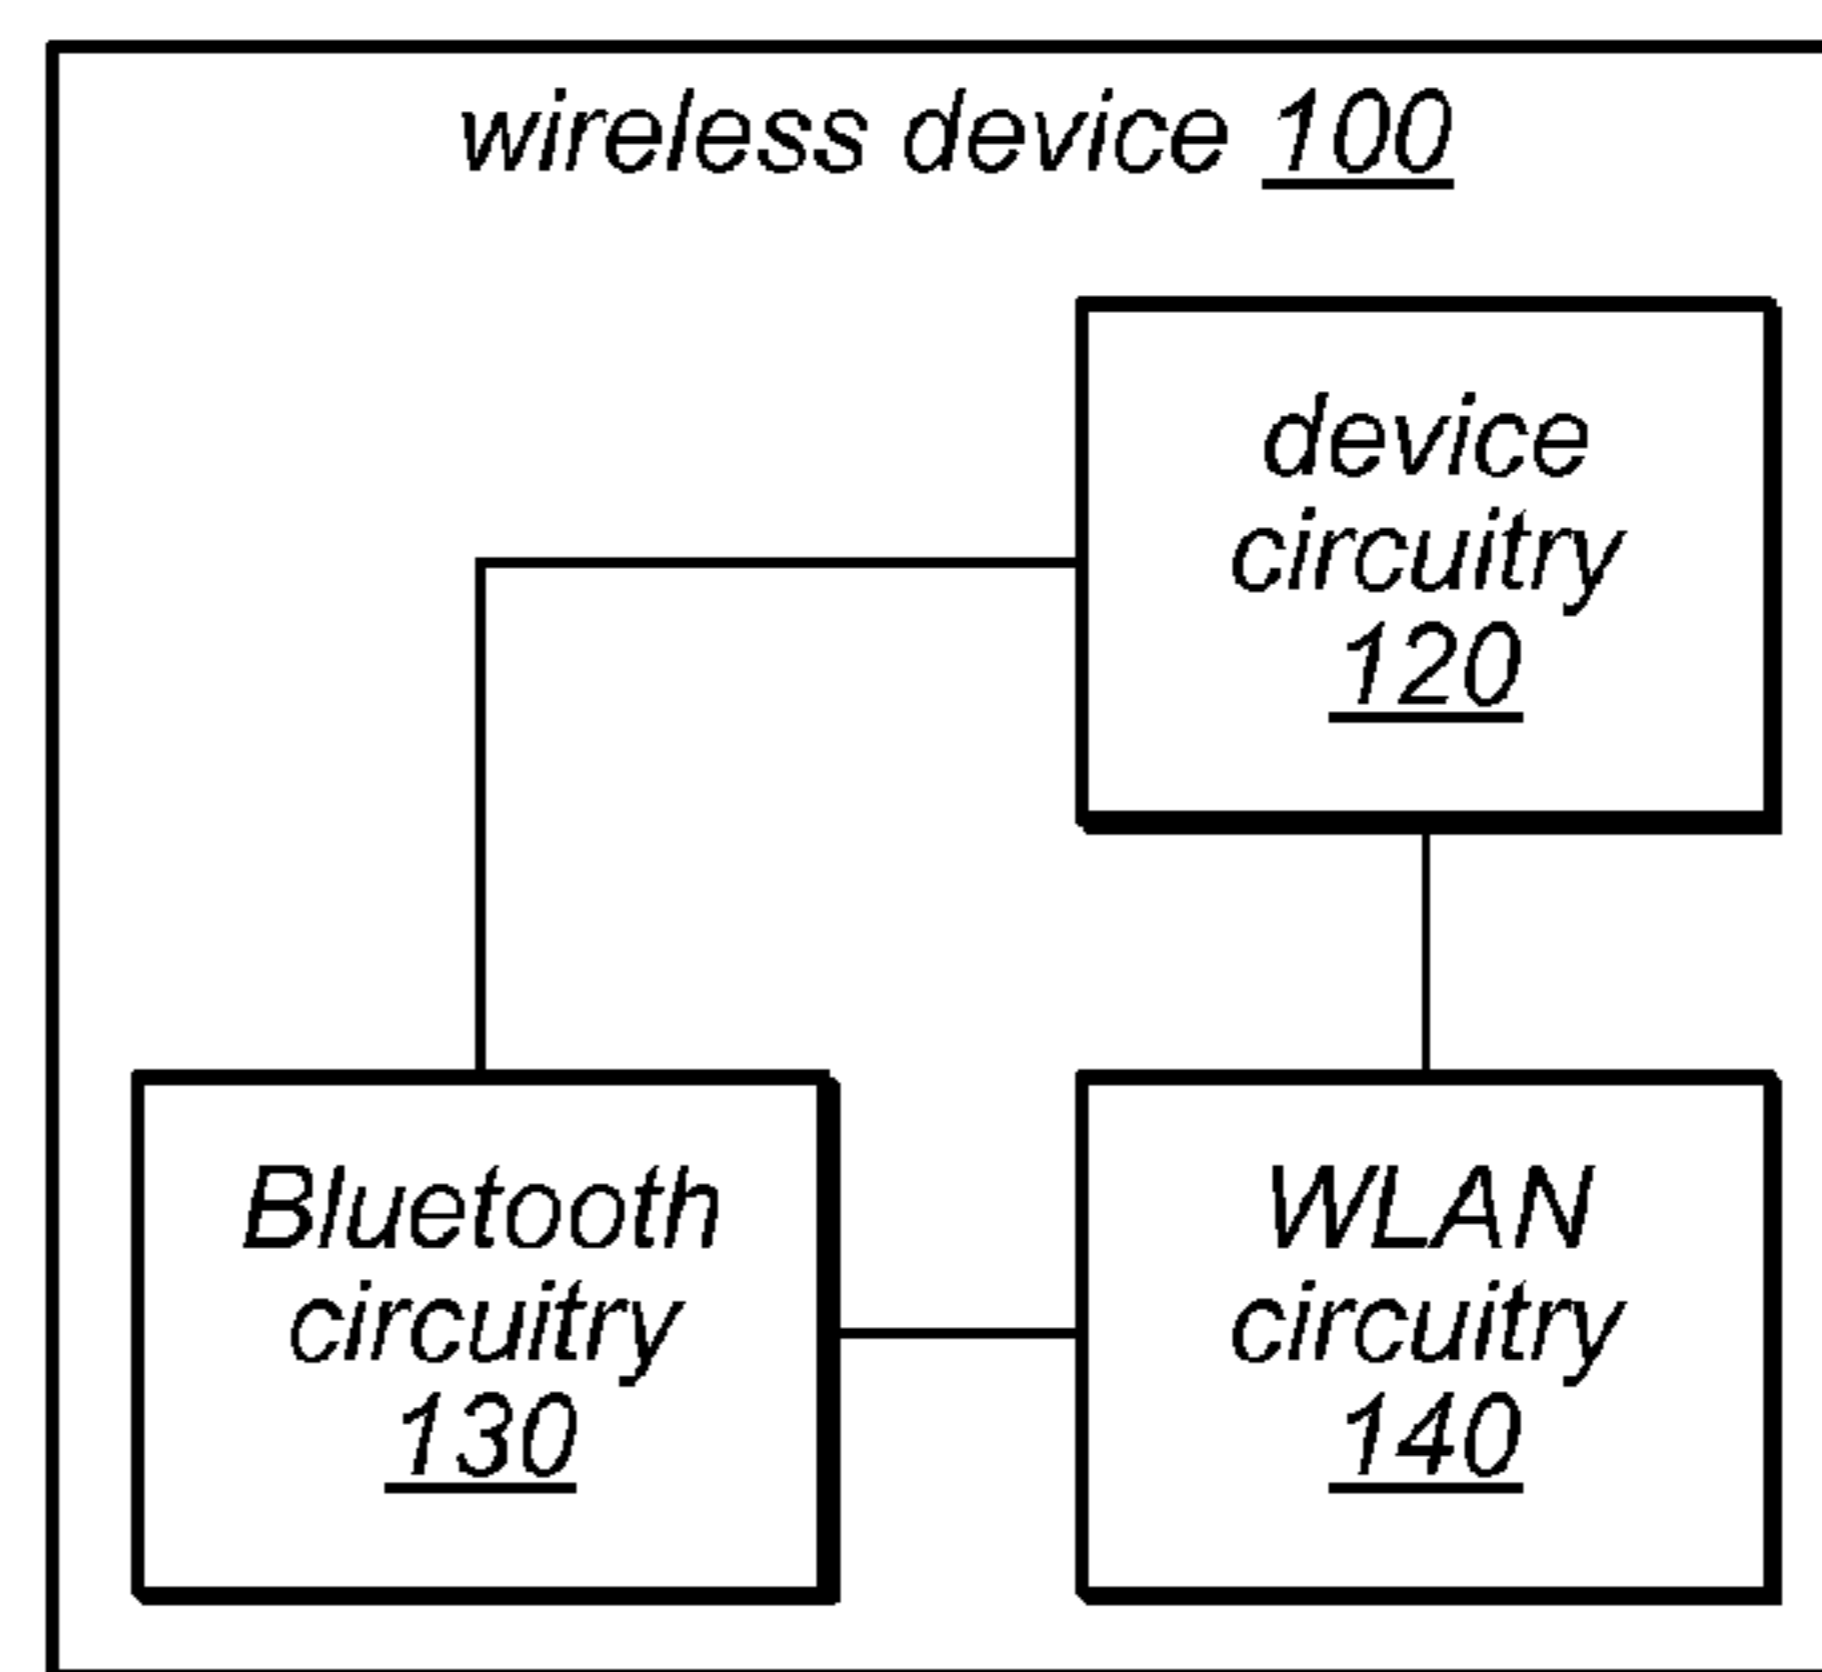 wireless device 100
device
circuitry
120
Bluetooth
circuitry
130
WLAN
circuitry
140